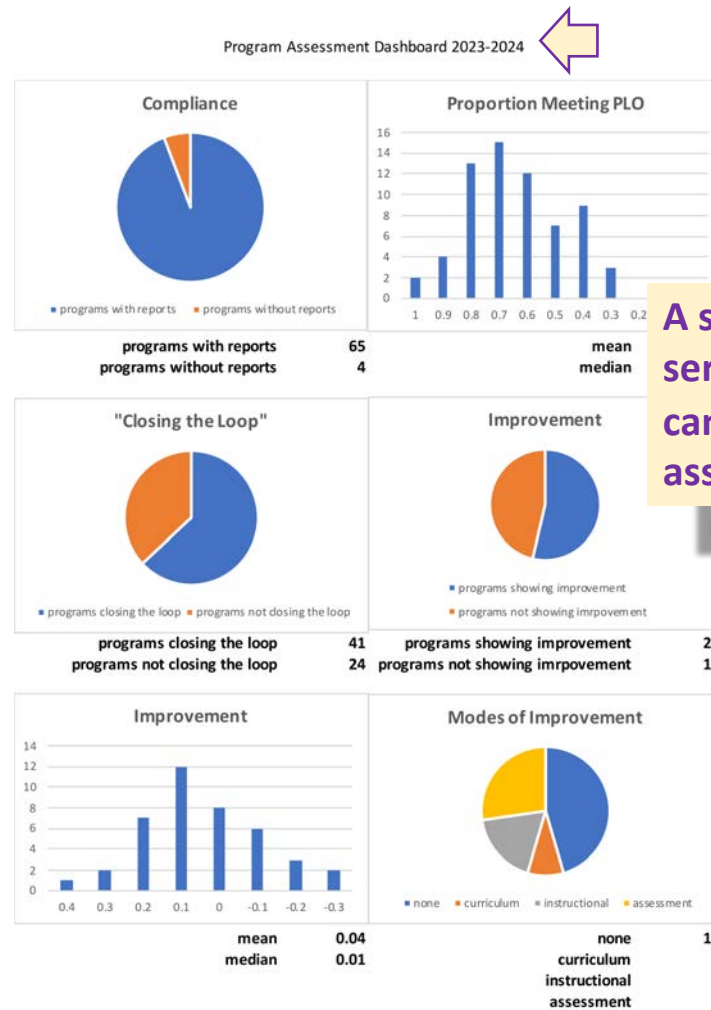 Program Assessment Dashboard 2023-2024
Compliance
programs with reports programs without reports
programs with reports 65
programs without reports 4
Proportion Meeting PLO
16
14
12
10
8
6
4
2
0
1 0.9 0.8 0.7 0.6 0.5 0.4 0.3 0.2
mean
median
A s
ser
car
ass
"Closing the Loop"
programs closing the loop programs not closing the loop
programs closing the loop 41
programs not closing the loop 24
Improvement
programs showing improvement
programs not showing imrpovement
programs showing improvement 2
programs not showing imrpovement 1
Improvement
14
12
10
8
6
4
2
0
0.4 0.3 0.2 0.1 0 -0.1 -0.2 -0.3
mean 0.04
median 0.01
Modes of Improvement
none curriculum instructional assessment
none 1
curriculum
instructional
assessment